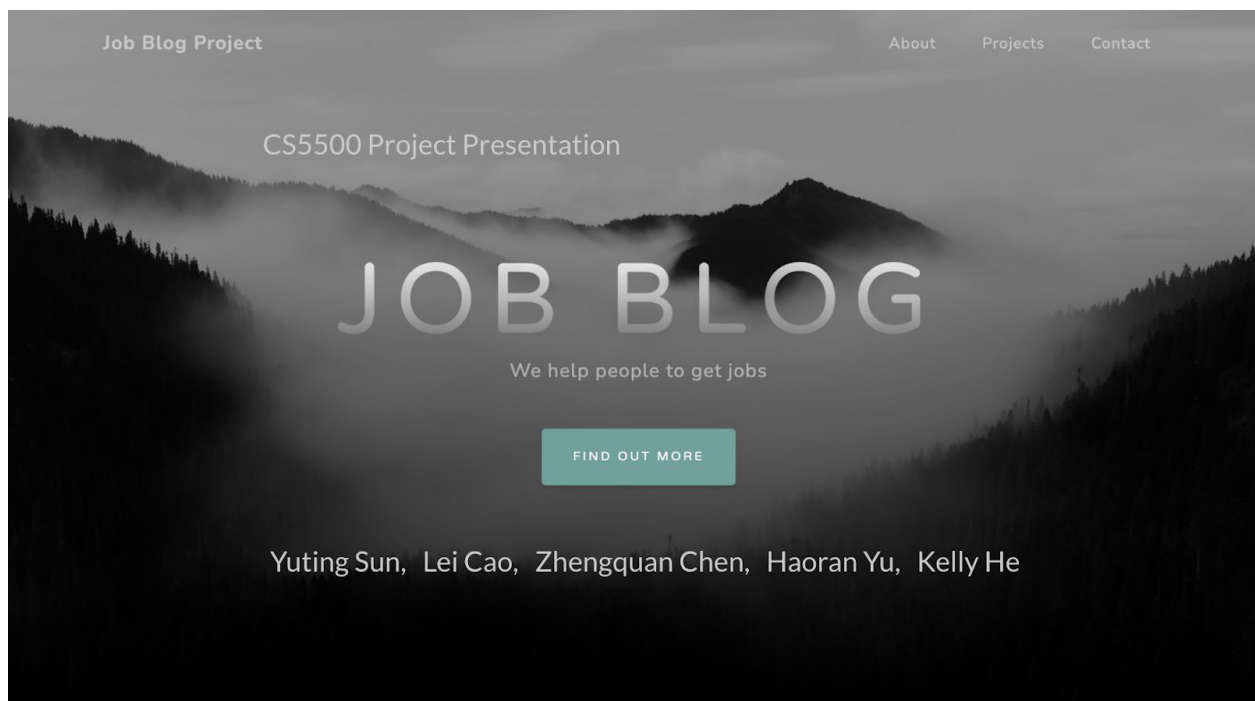 Job Blog Project About Projects Contact
CS5500 Project Presentation
JOB BLOG
We help people to get jobs
FIND OUT MORE
Yuting Sun, Lei Cao, Zhengquan Chen, Haoran Yu, Kelly He